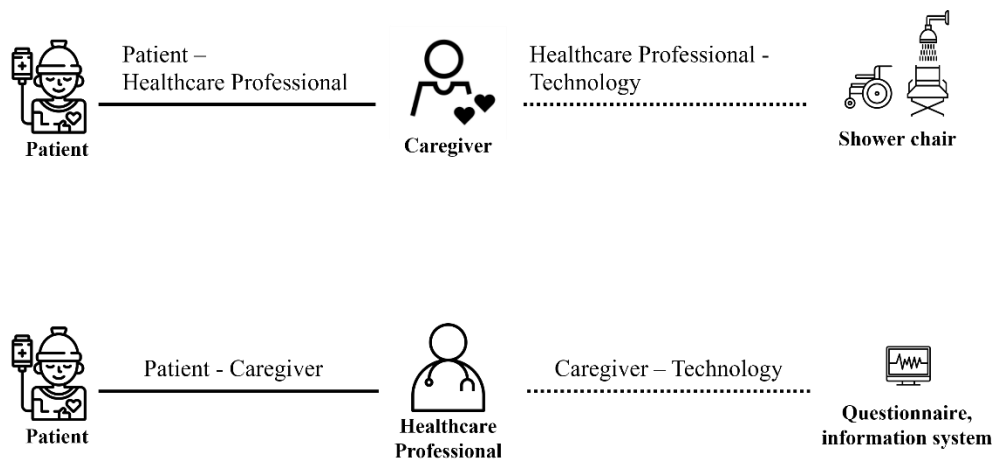 Patient –
Healthcare Professional
Healthcare Professional -
Technology
Patient
Caregiver
Shower chair
Patient - Caregiver
Caregiver – Technology
Patient
Healthcare
Professional
Questionnaire,
information system